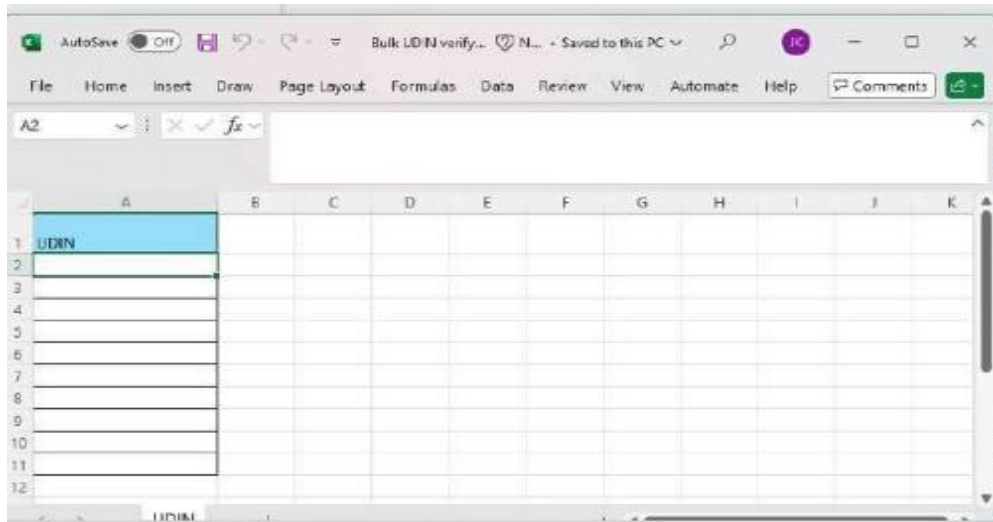 AutoSave Off Bulk UDIN verify... N... • Saved to this PC JC
File Home Insert Draw Page Layout Formulas Data Review View Automate Help Comments
A2 fx
A B C D E F G H I J K
1 UDIN
2
3
4
5
6
7
8
9
10
11
12
UDIN